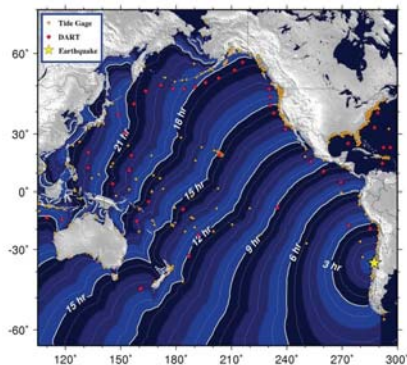 Tide Gage
DART
Earthquake
60˚
30˚
0˚
-30˚
-60˚
21 hr
18 hr
15 hr
12 hr
9 hr
6 hr
3 hr
15 hr
120˚ 150˚ 180˚ 210˚ 240˚ 270˚ 300˚